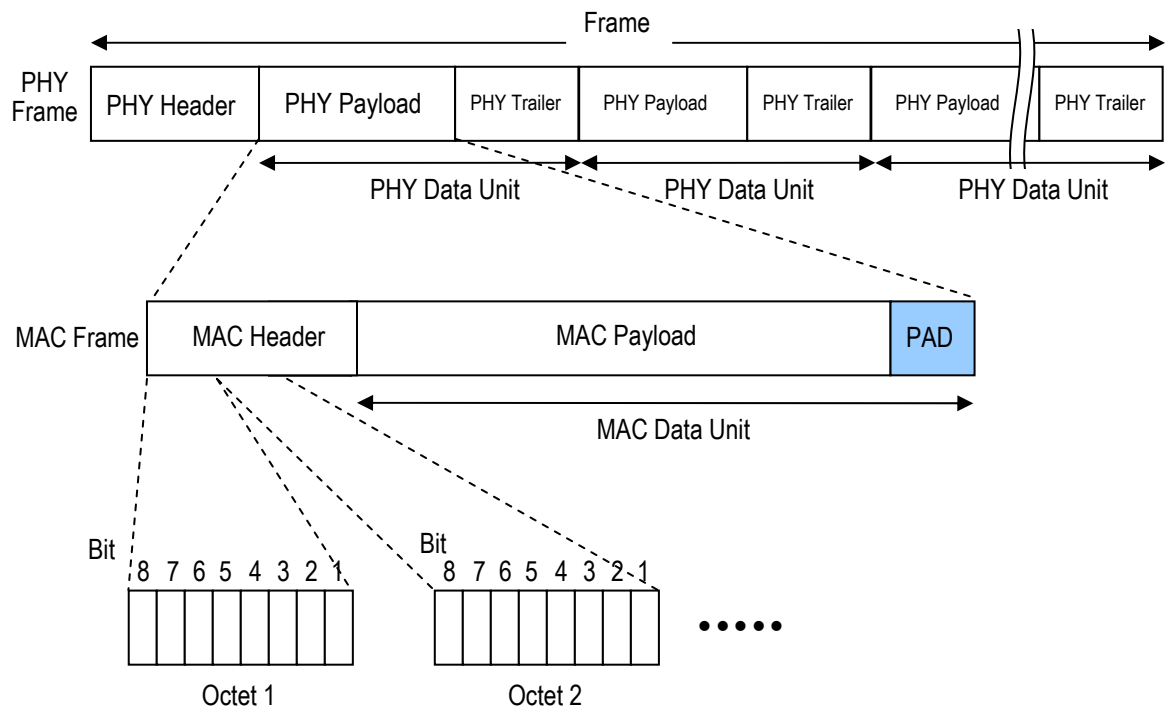 Frame
PHY Frame
PHY Header PHY Payload PHY Trailer PHY Payload PHY Trailer PHY Payload PHY Trailer
PHY Data Unit PHY Data Unit PHY Data Unit
MAC Frame MAC Header MAC Payload PAD
MAC Data Unit
Bit Bit
8 7 6 5 4 3 2 1 8 7 6 5 4 3 2 1
Octet 1 Octet 2